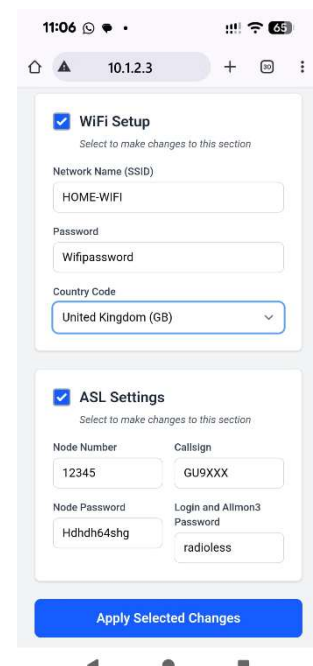 11:06
65
10.1.2.3
30
WiFi Setup
Select to make changes to this section
Network Name (SSID)
HOME-WIFI
Password
Wifipassword
Country Code
United Kingdom (GB)
ASL Settings
Select to make changes to this section
Node Number Callsign
12345 GU9XXX
Node Password Login and Allmon3
Password
Hdhdh64shg
radioless
Apply Selected Changes